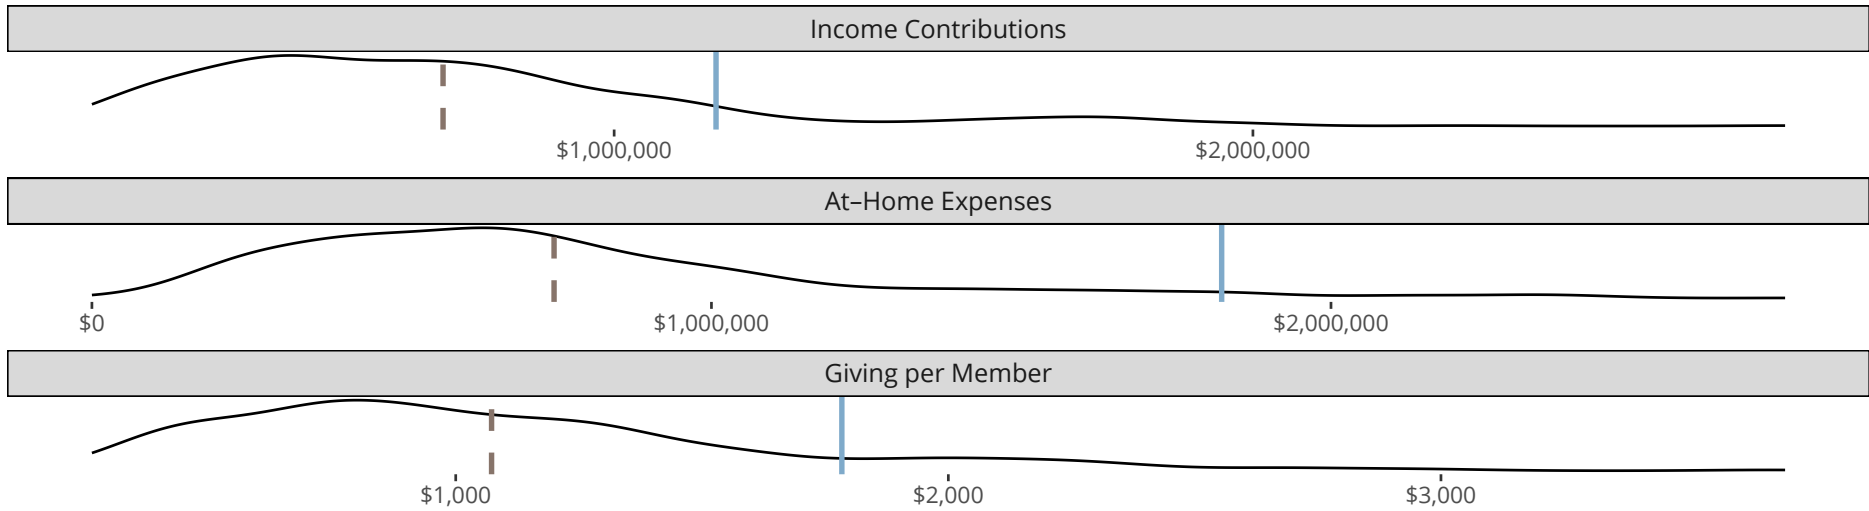 Income Contributions
$1,000,000 $2,000,000
At–Home Expenses
$0 $1,000,000 $2,000,000
Giving per Member
$1,000 $2,000 $3,000